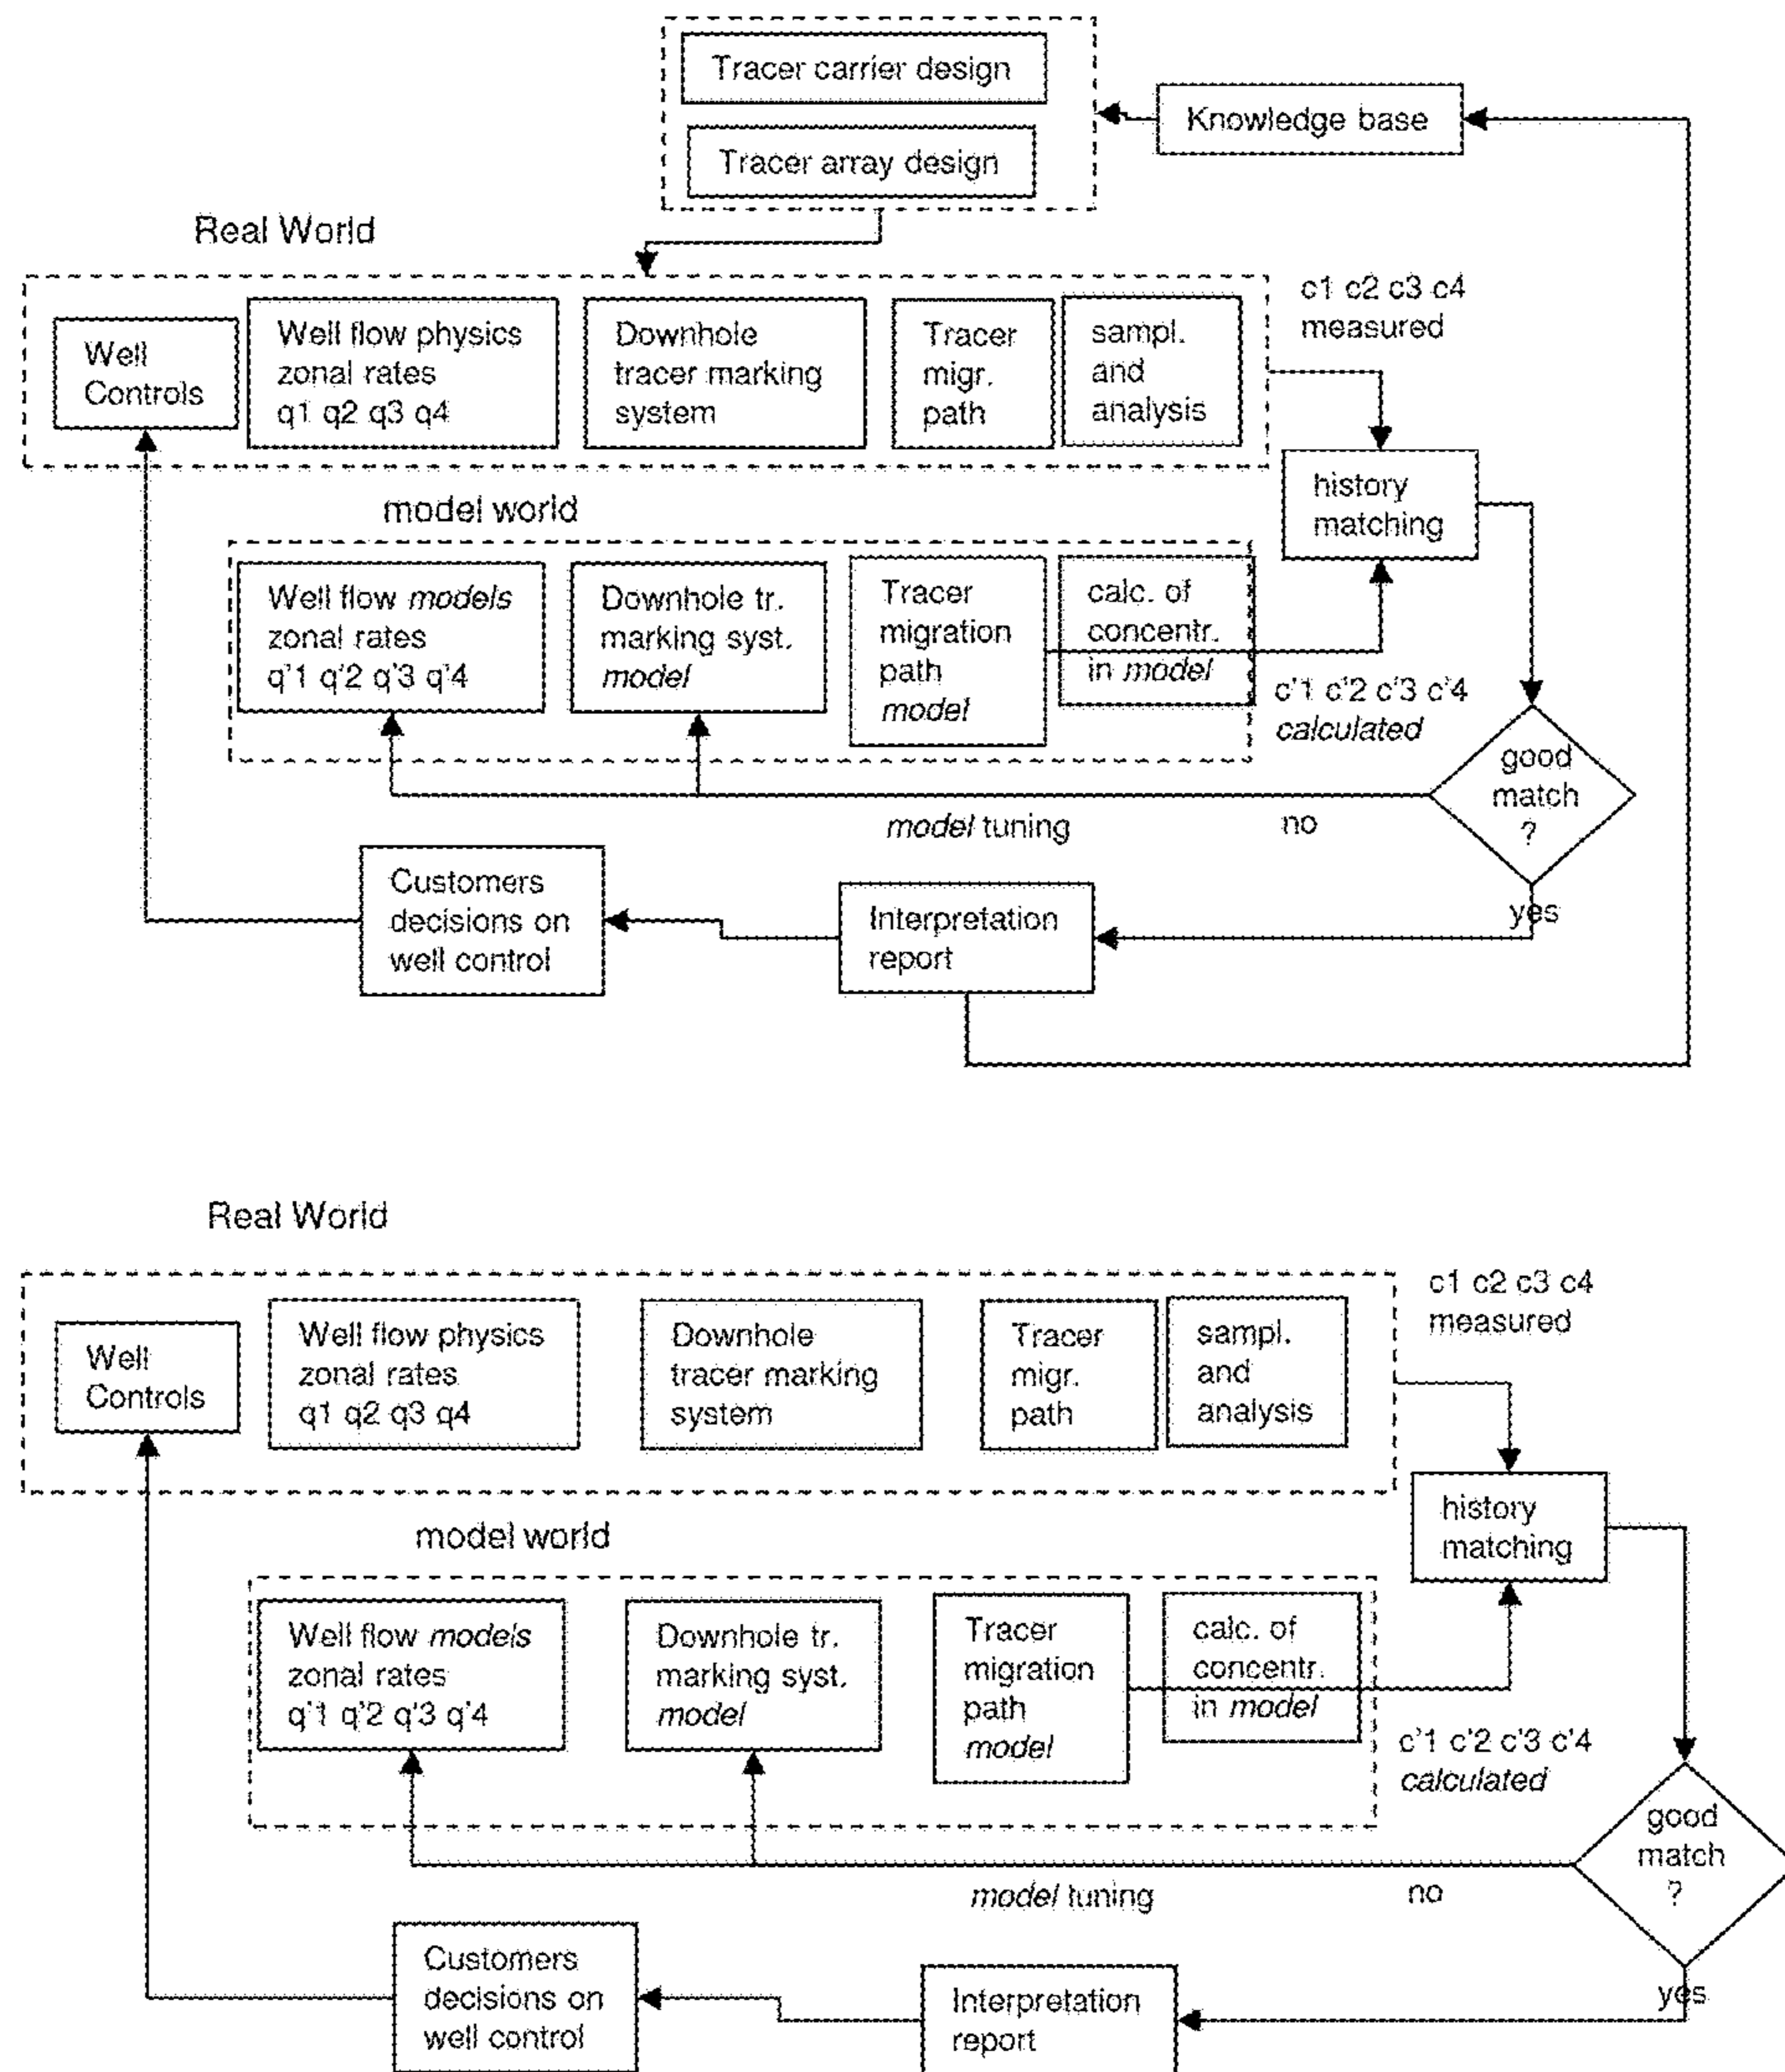 Tracer carrier design
Knowledge base
Tracer array design
Real World
Well
Controls
Well flow physics
zonal rates
q1 q2 q3 q4
Downhole
tracer marking
system
Tracer
migr.
path
sampl.
and
analysis
c1 c2 c3 c4
measured
history
matching
model world
Well flow models
zonal rates
q'1 q'2 q'3 q'4
Downhole tr.
marking syst.
model
Tracer
migration
path
model
calc. of
concentr.
in model
c'1 c'2 c'3 c'4
calculated
good
match
?
model tuning
no
yes
Customers
decisions on
well control
Interpretation
report
Real World
Well
Controls
Well flow physics
zonal rates
q1 q2 q3 q4
Downhole
tracer marking
system
Tracer
migr.
path
sampl.
and
analysis
c1 c2 c3 c4
measured
history
matching
model world
Well flow models
zonal rates
q'1 q'2 q'3 q'4
Downhole tr.
marking syst.
model
Tracer
migration
path
model
calc. of
concentr.
in model
c'1 c'2 c'3 c'4
calculated
good
match
?
model tuning
no
yes
Customers
decisions on
well control
Interpretation
report